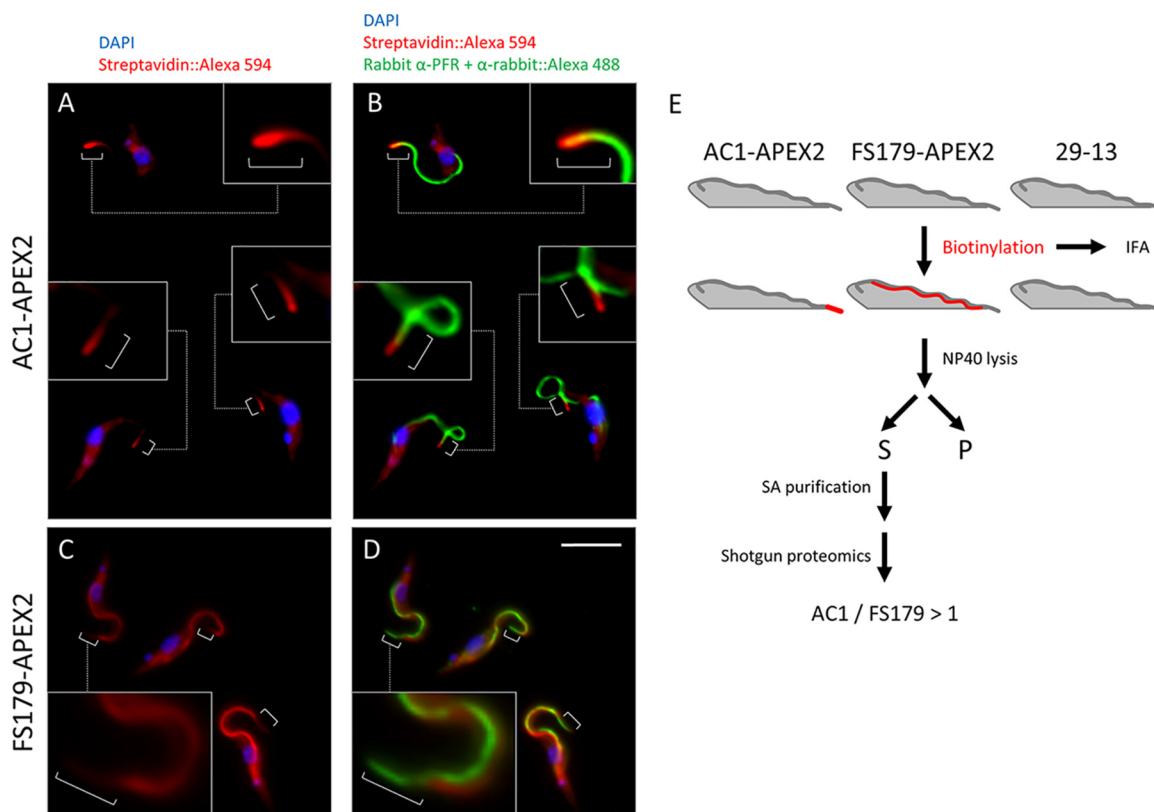 DAPI
Streptavidin::Alexa 594
DAPI
Streptavidin::Alexa 594
Rabbit α-PFR + α-rabbit::Alexa 488
AC1-APEX2
FS179-APEX2
A
B
C
D
E
AC1-APEX2 FS179-APEX2 29-13
Biotinylation IFA
NP40 lysis
S P
SA purification
Shotgun proteomics
AC1 / FS179 > 1